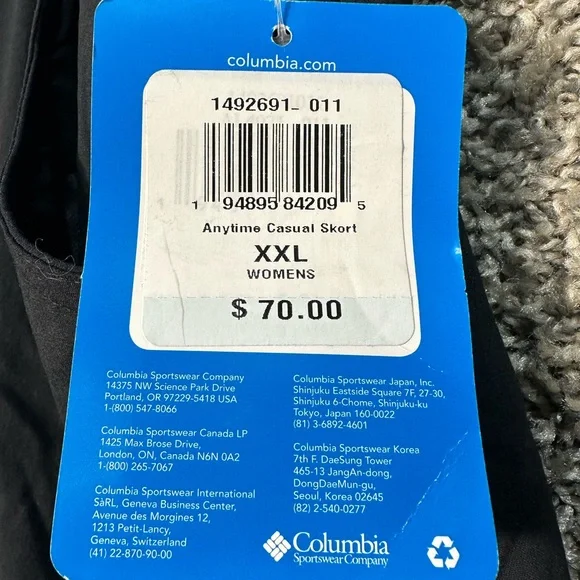 columbia.com
1492691- 011
1 94895 84209 5
Anytime Casual Skort
XXL
WOMENS
$ 70.00
Columbia Sportswear Company
14375 NW Science Park Drive
Portland, OR 97229-5418 USA
1-(800) 547-8066
Columbia Sportswear Canada LP
1425 Max Brose Drive,
London, ON, Canada N6N 0A2
1-(800) 265-7067
Columbia Sportswear International
SàRL, Geneva Business Center,
Avenue des Morgines 12,
1213 Petit-Lancy,
Geneva, Switzerland
(41) 22-870-90-00
Columbia Sportswear Japan, Inc.
Shinjuku Eastside Square 7F, 27-30,
Shinjuku 6-Chome, Shinjuku-ku
Tokyo, Japan 160-0022
(81) 3-6892-4601
Columbia Sportswear Korea
7th F. DaeSung Tower
465-13 JangAn-dong,
DongDaeMun-gu,
Seoul, Korea 02645
(82) 2-540-0277
Columbia
Sportswear Company